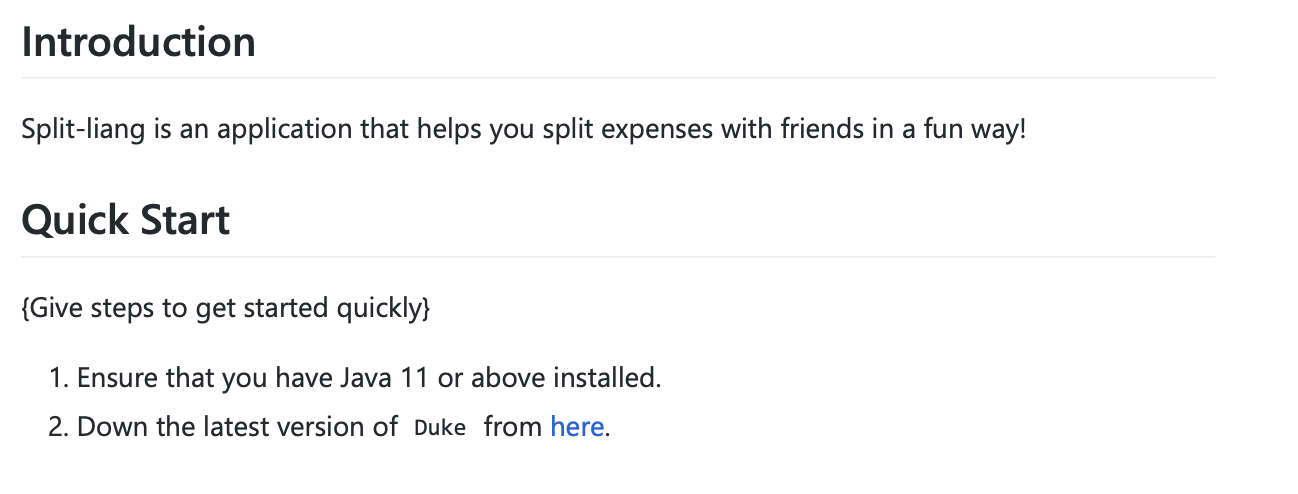 Introduction
Split-liang is an application that helps you split expenses with friends in a fun way!
Quick Start
{Give steps to get started quickly}
1. Ensure that you have Java 11 or above installed.
2. Down the latest version of Duke from here.